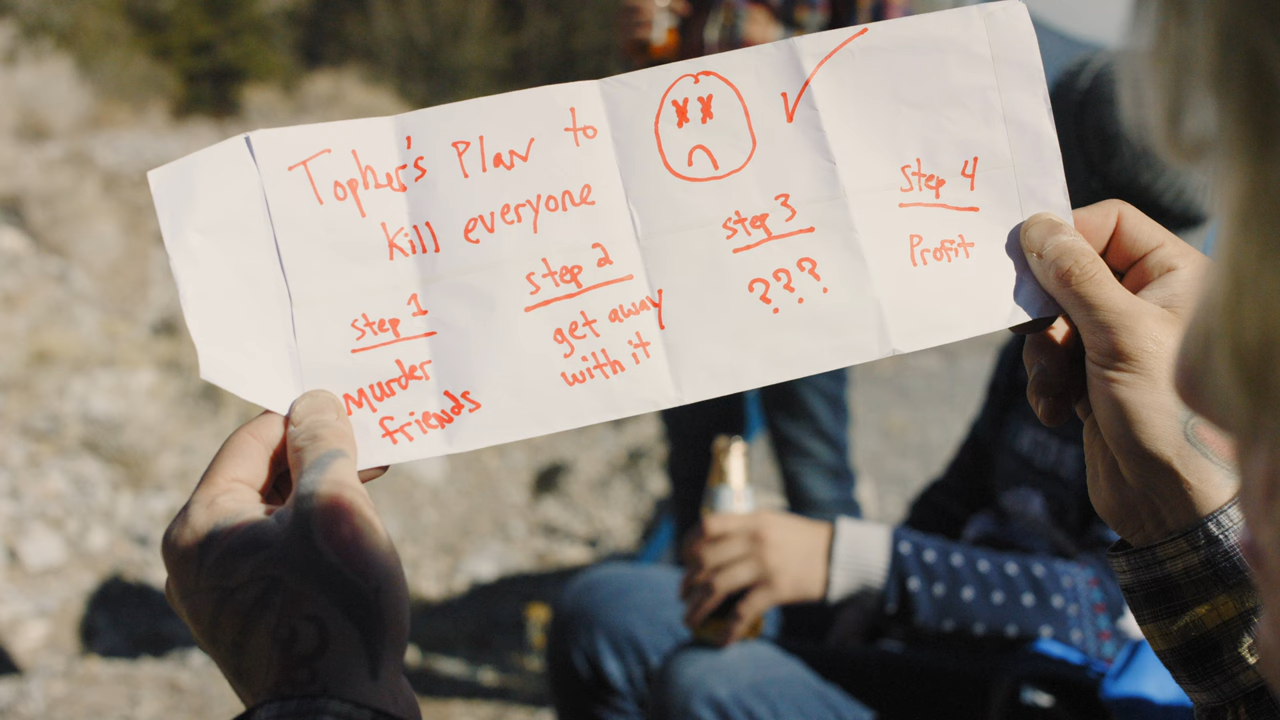 Topher's Plan to
kill everyone
step 1
Murder
friends
step 2
get away
with it
step 3
???
step 4
Profit